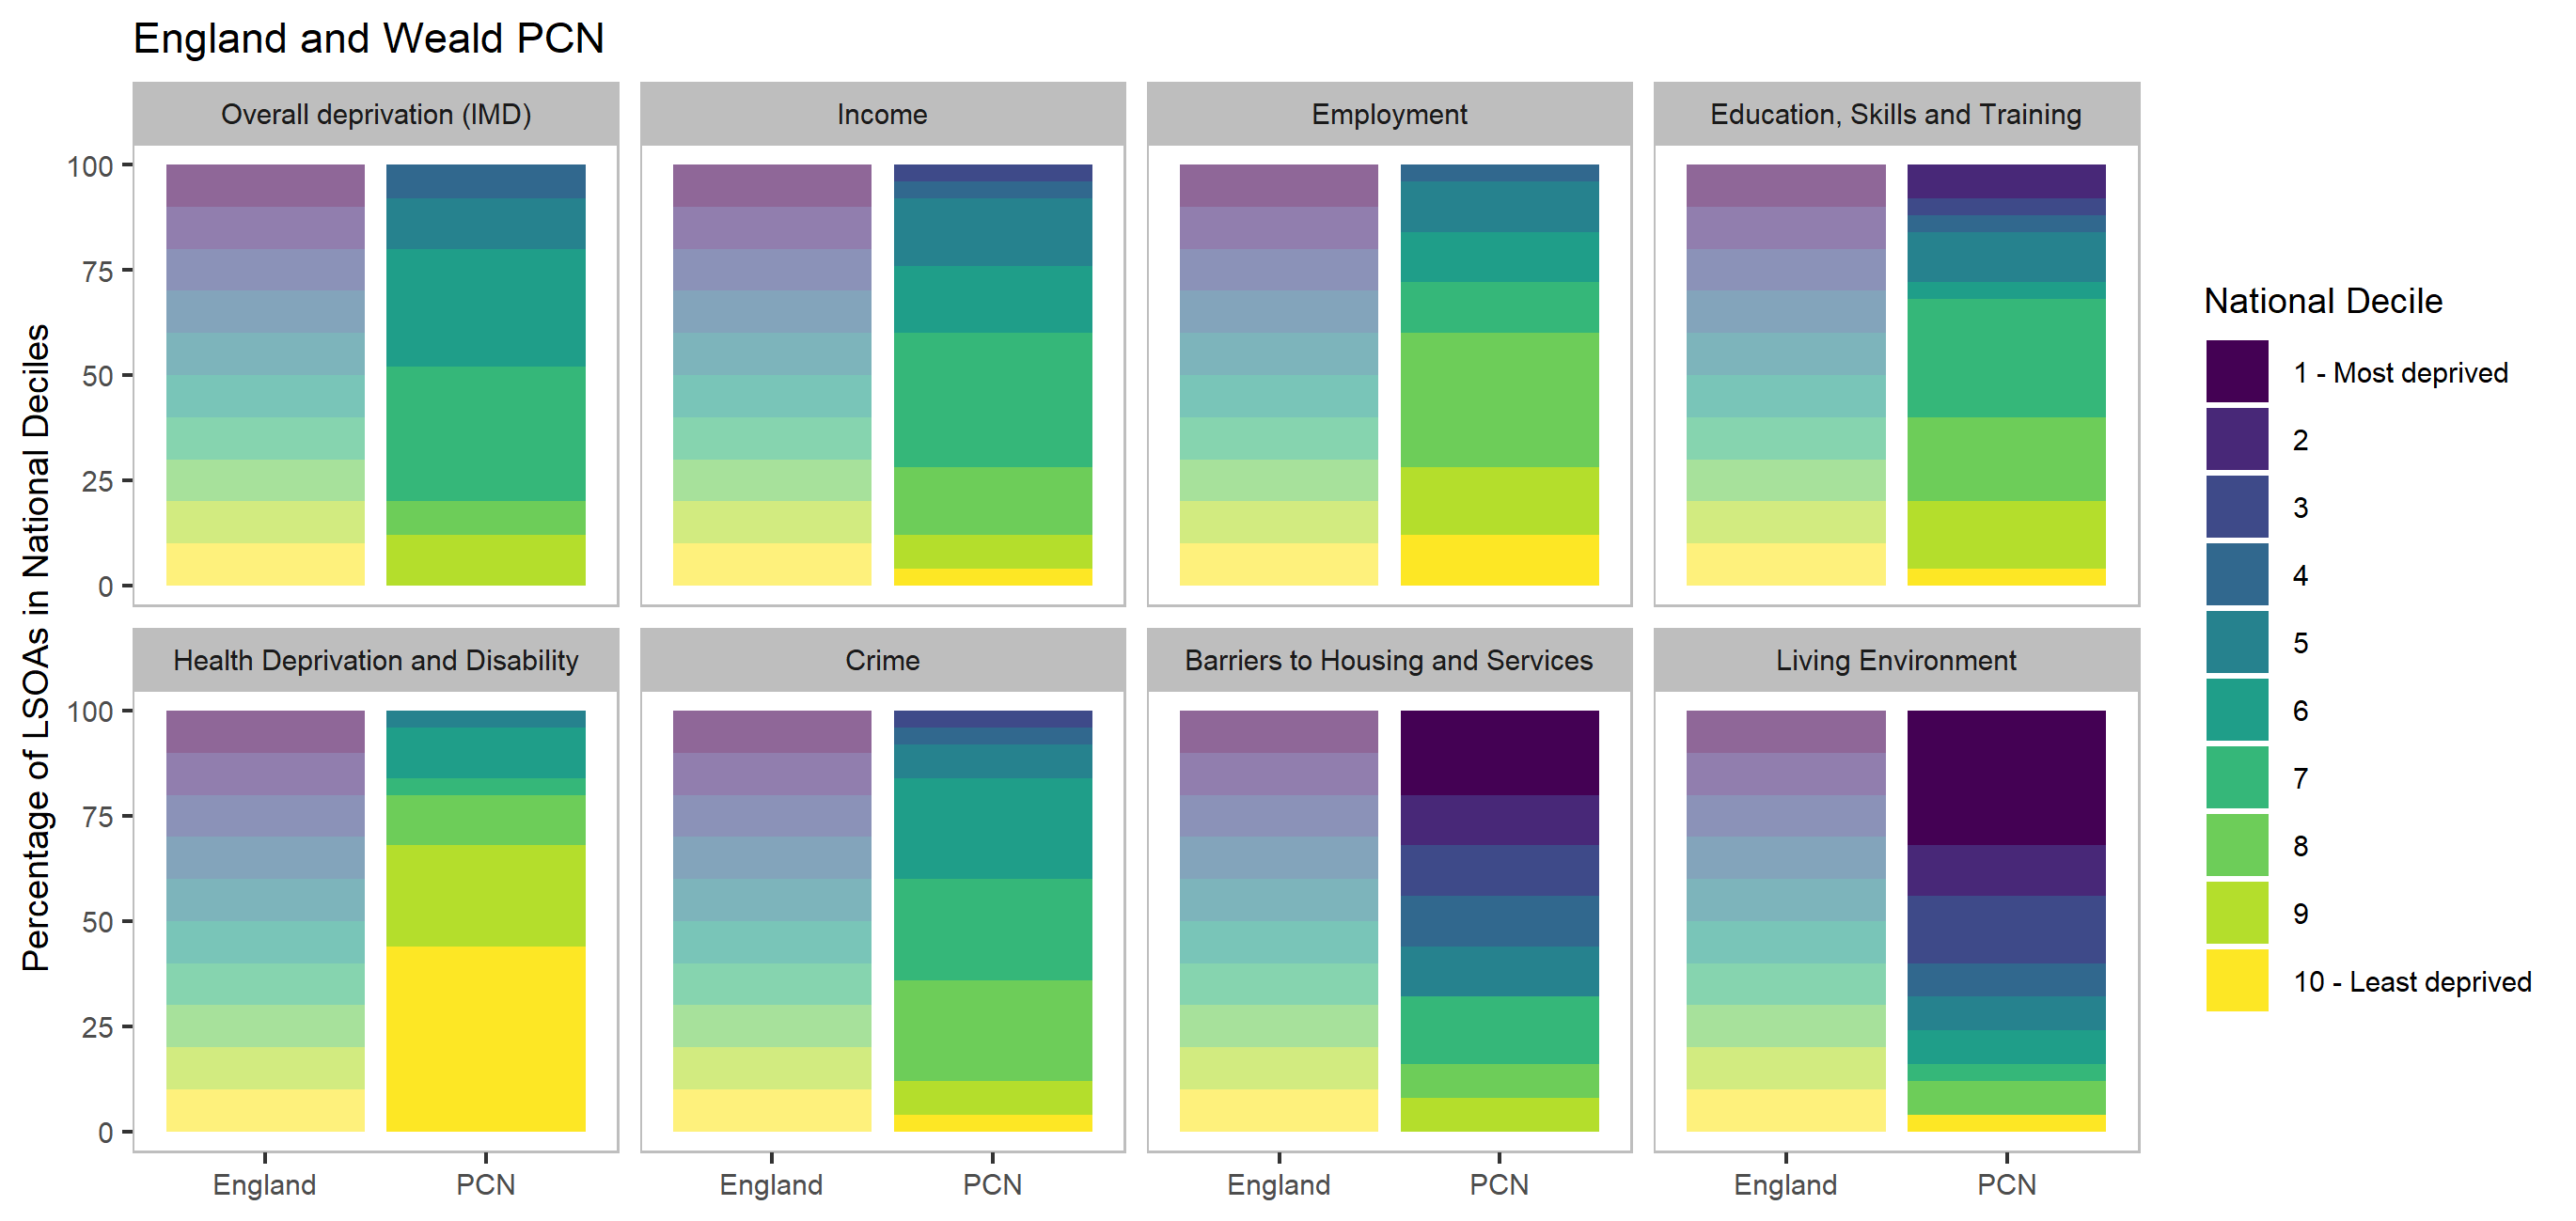 England and Weald PCN
Overall deprivation (IMD)
Income
Employment
Education, Skills and Training
100
75
50
25
0
Health Deprivation and Disability
Crime
Barriers to Housing and Services
Living Environment
100
75
50
25
0
England
PCN
England
PCN
England
PCN
England
PCN
Percentage of LSOAs in National Deciles
National Decile
1 - Most deprived
2
3
4
5
6
7
8
9
10 - Least deprived